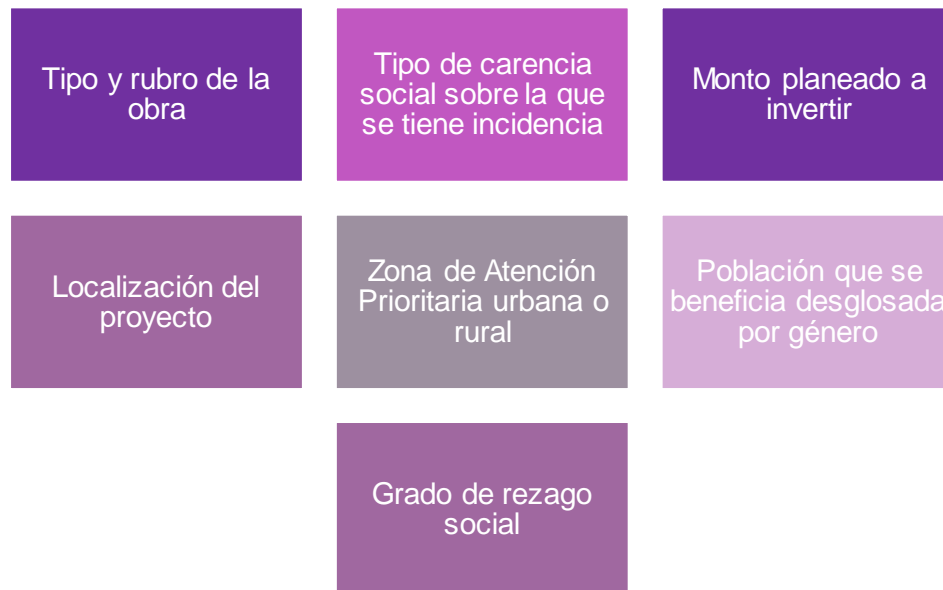 Tipo y rubro de la
obra
Tipo de carencia
social sobre la que
se tiene incidencia
Monto planeado a
invertir
Localización del
proyecto
Zona de Atención
Prioritaria urbana o
rural
Población que se
beneficia desglosada
por género
Grado de rezago
social